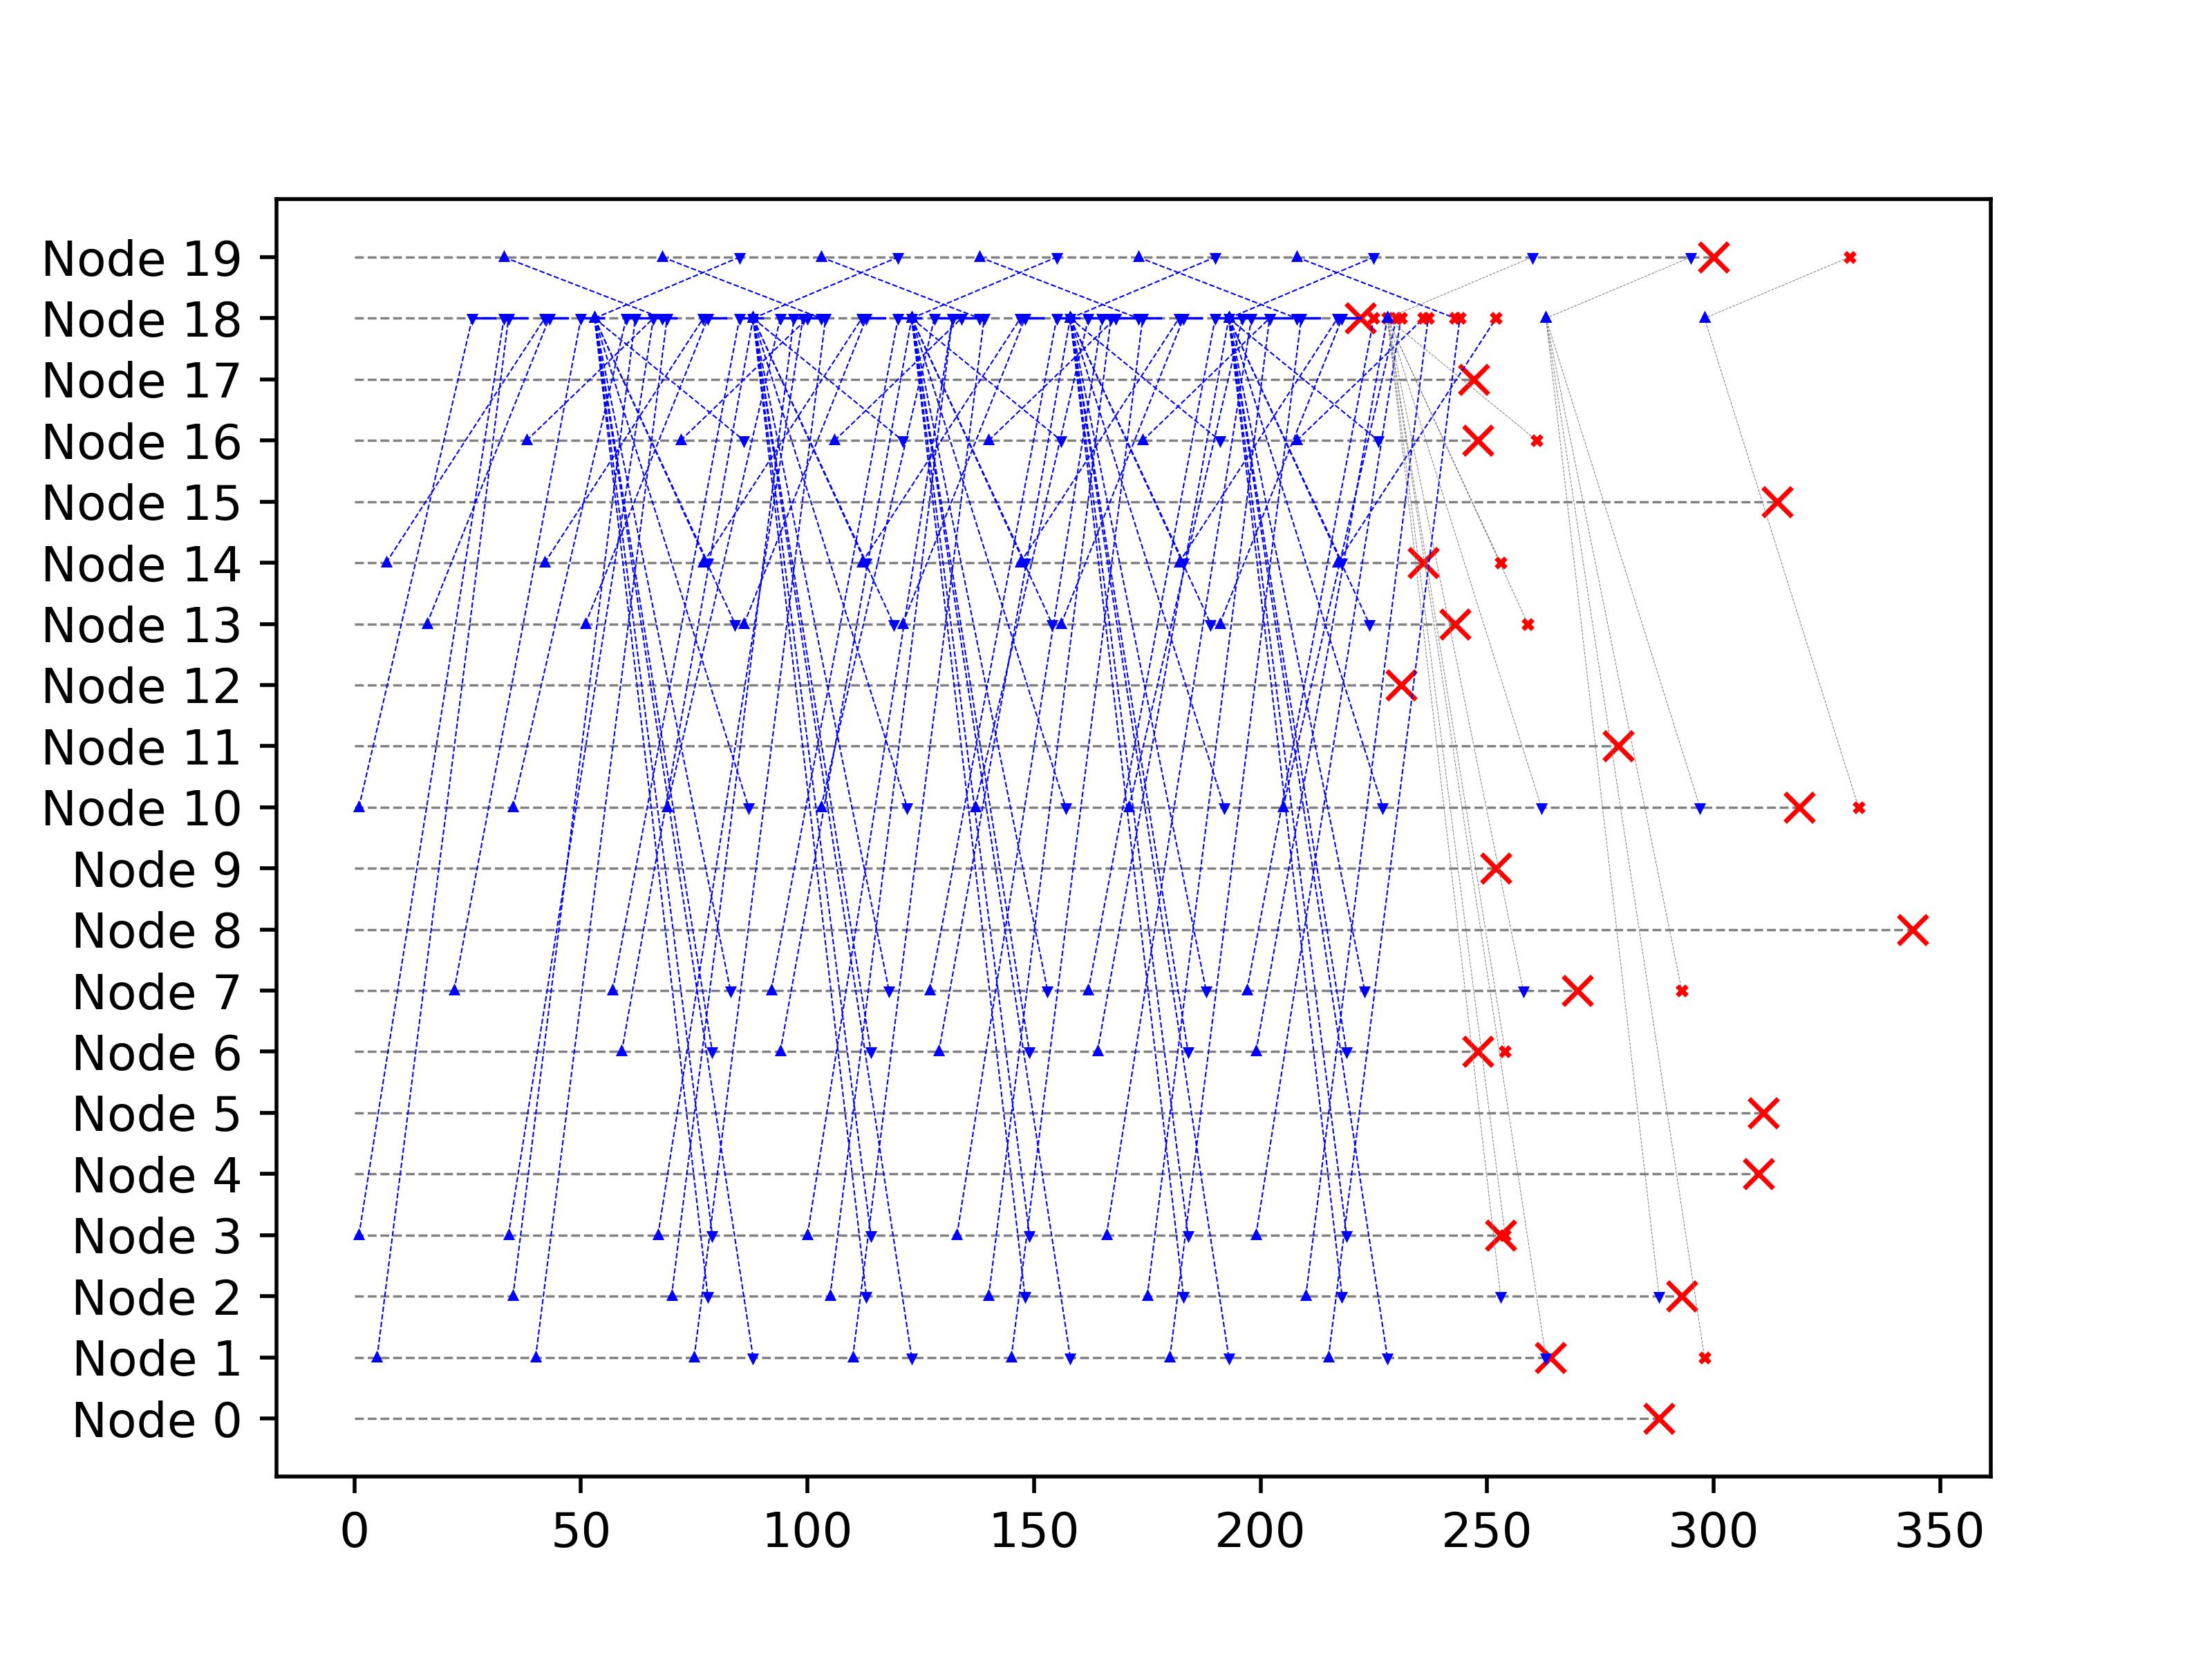 Node 19
Node 18
Node 17
Node 16
Node 15
Node 14
Node 13
Node 12
Node 11
Node 10
Node 9
Node 8
Node 7
Node 6
Node 5
Node 4
Node 3
Node 2
Node 1
Node 0
0 50 100 150 200 250 300 350